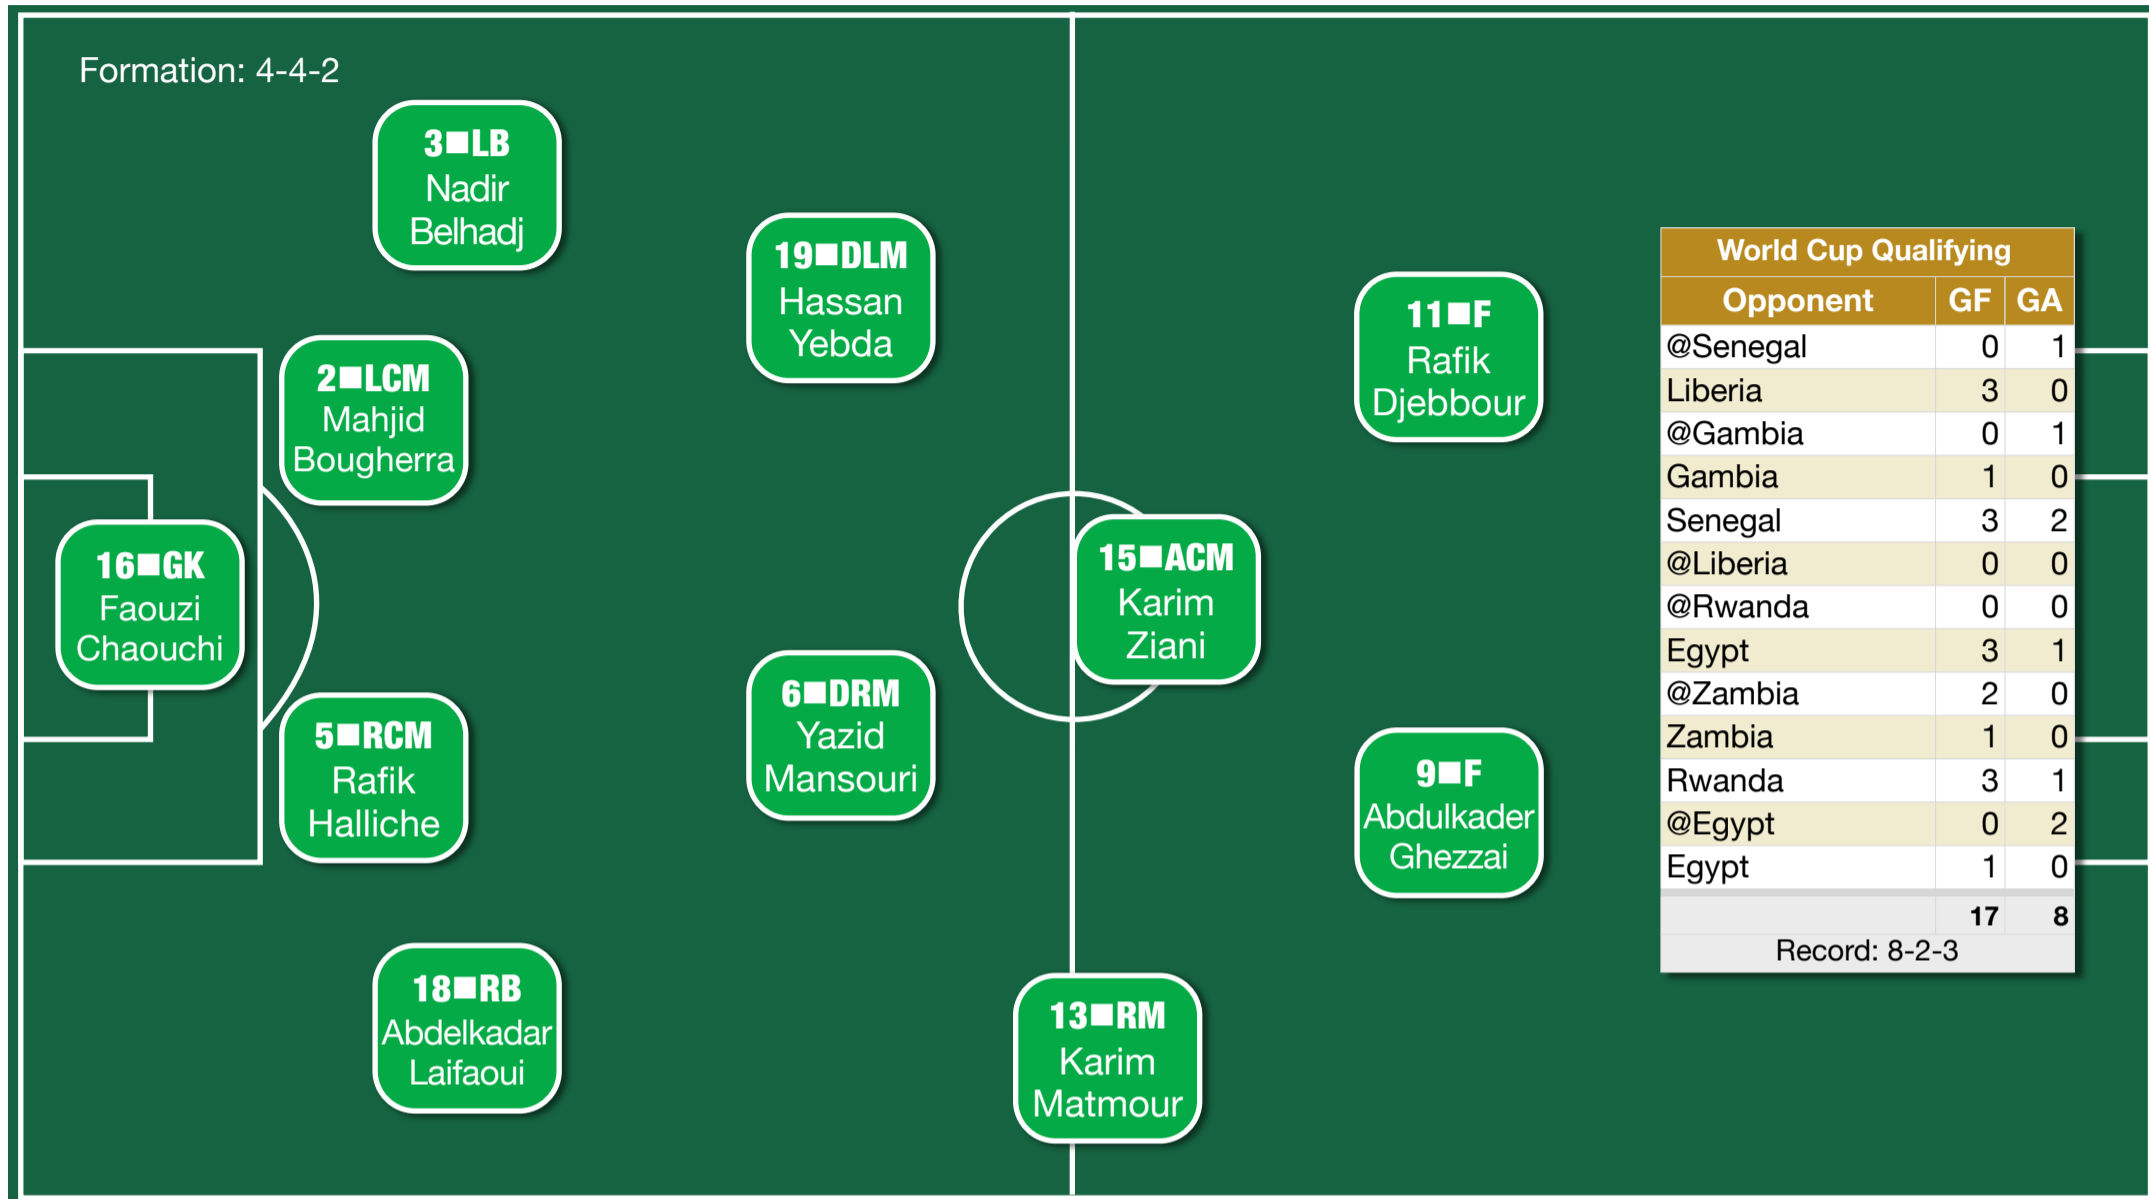 Formation: 4-4-2
3■LB
Nadir
Belhadj
19■DLM
Hassan
Yebda
2■LCM
Mahjid
Bougherra
11■F
Rafik
Djebbour
16■GK
Faouzi
Chaouchi
15■ACM
Karim
Ziani
5■RCM
Rafik
Halliche
6■DRM
Yazid
Mansouri
9■F
Abdulkader
Ghezzai
18■RB
Abdelkadar
Laifaoui
13■RM
Karim
Matmour
World Cup Qualifying
Opponent GF GA
@Senegal 0 1
Liberia 3 0
@Gambia 0 1
Gambia 1 0
Senegal 3 2
@Liberia 0 0
@Rwanda 0 0
Egypt 3 1
@Zambia 2 0
Zambia 1 0
Rwanda 3 1
@Egypt 0 2
Egypt 1 0
17 8
Record: 8-2-3